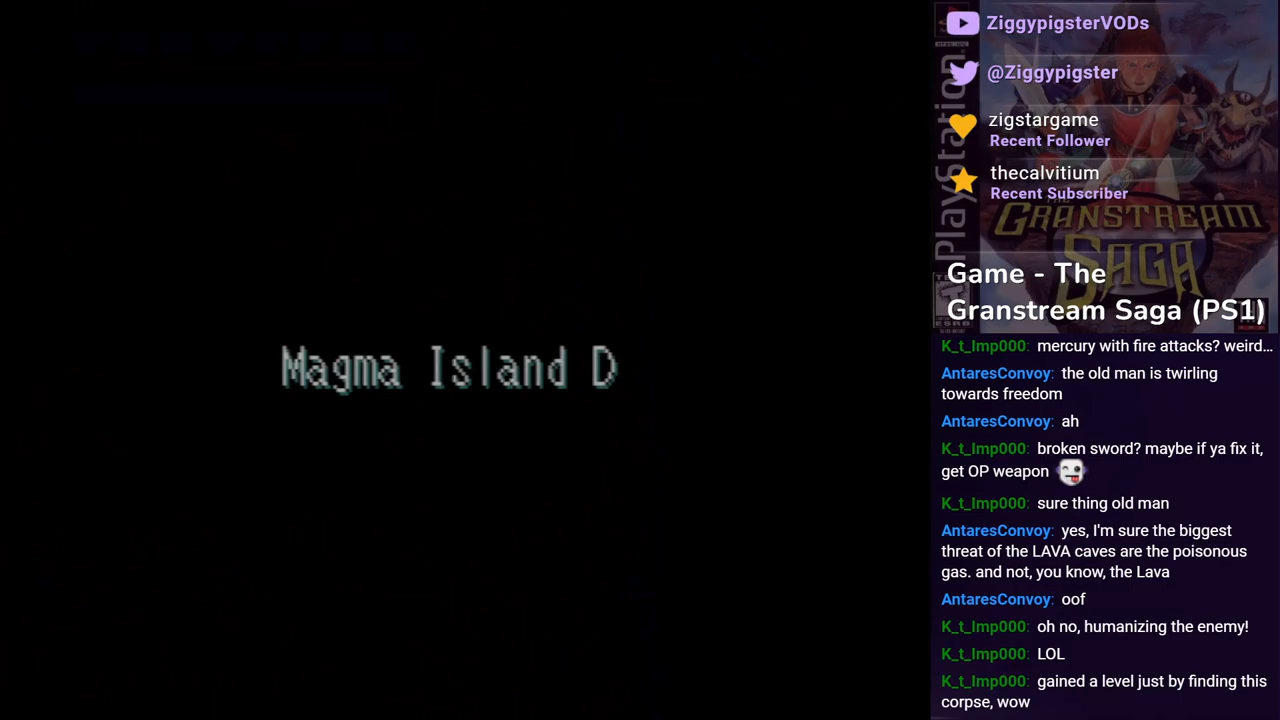 Magma Island D
ZiggypigsterVODs
@Ziggypigster
zigstargame
Recent Follower
thecalvitium
Recent Subscriber
PlayStation
GRANSTREAM
SAGA
Game - The
Granstream Saga (PS1)
K_t_Imp000: mercury with fire attacks? weird...
AntaresConvoy: the old man is twirling
towards freedom
AntaresConvoy: ah
K_t_Imp000: broken sword? maybe if ya fix it,
get OP weapon
K_t_Imp000: sure thing old man
AntaresConvoy: yes, I'm sure the biggest
threat of the LAVA caves are the poisonous
gas. and not, you know, the Lava
AntaresConvoy: oof
K_t_Imp000: oh no, humanizing the enemy!
K_t_Imp000: LOL
K_t_Imp000: gained a level just by finding this
corpse, wow